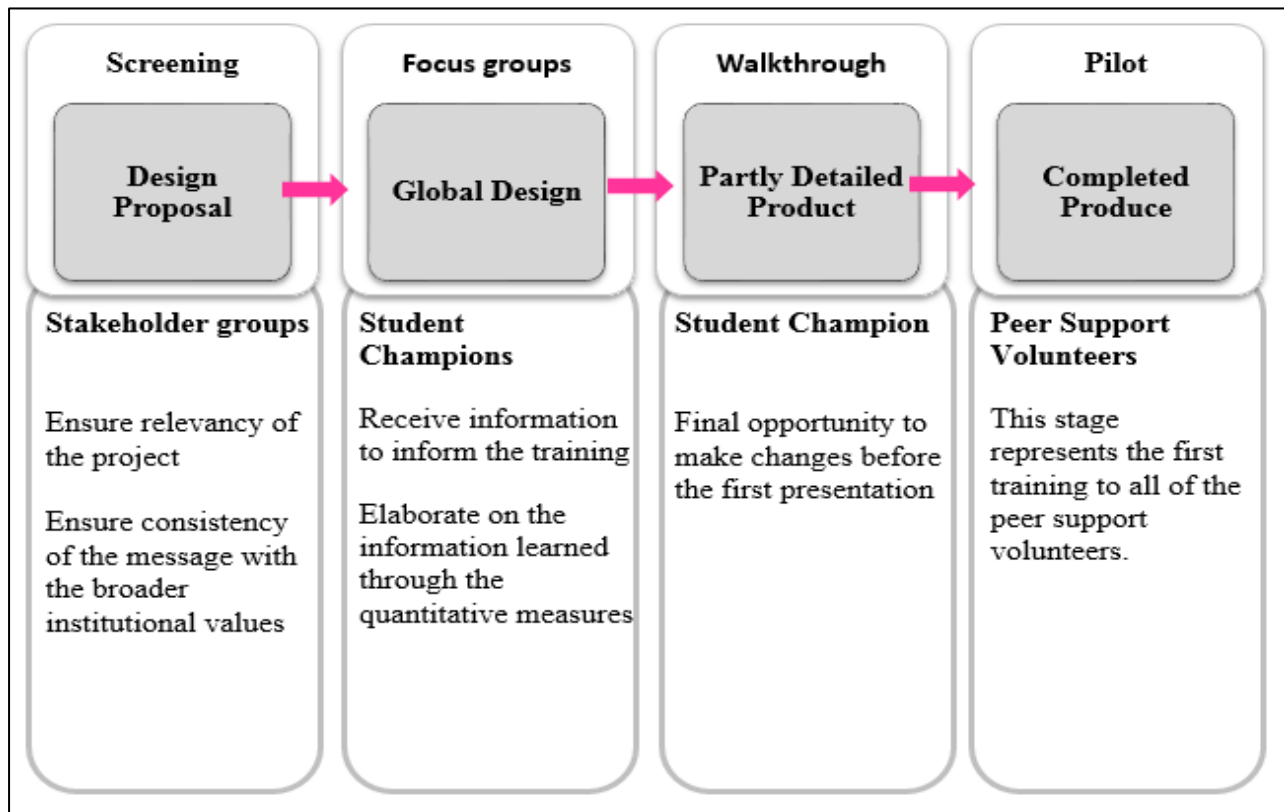 Screening
Design
Proposal
Stakeholder groups
Ensure relevancy of
the project
Ensure consistency
of the message with
the broader
institutional values
Focus groups
Global Design
Student
Champions
Receive information
to inform the training
Elaborate on the
information learned
through the
quantitative measures
Walkthrough
Partly Detailed
Product
Student Champion
Final opportunity to
make changes before
the first presentation
Pilot
Completed
Produce
Peer Support
Volunteers
This stage
represents the first
training to all of the
peer support
volunteers.